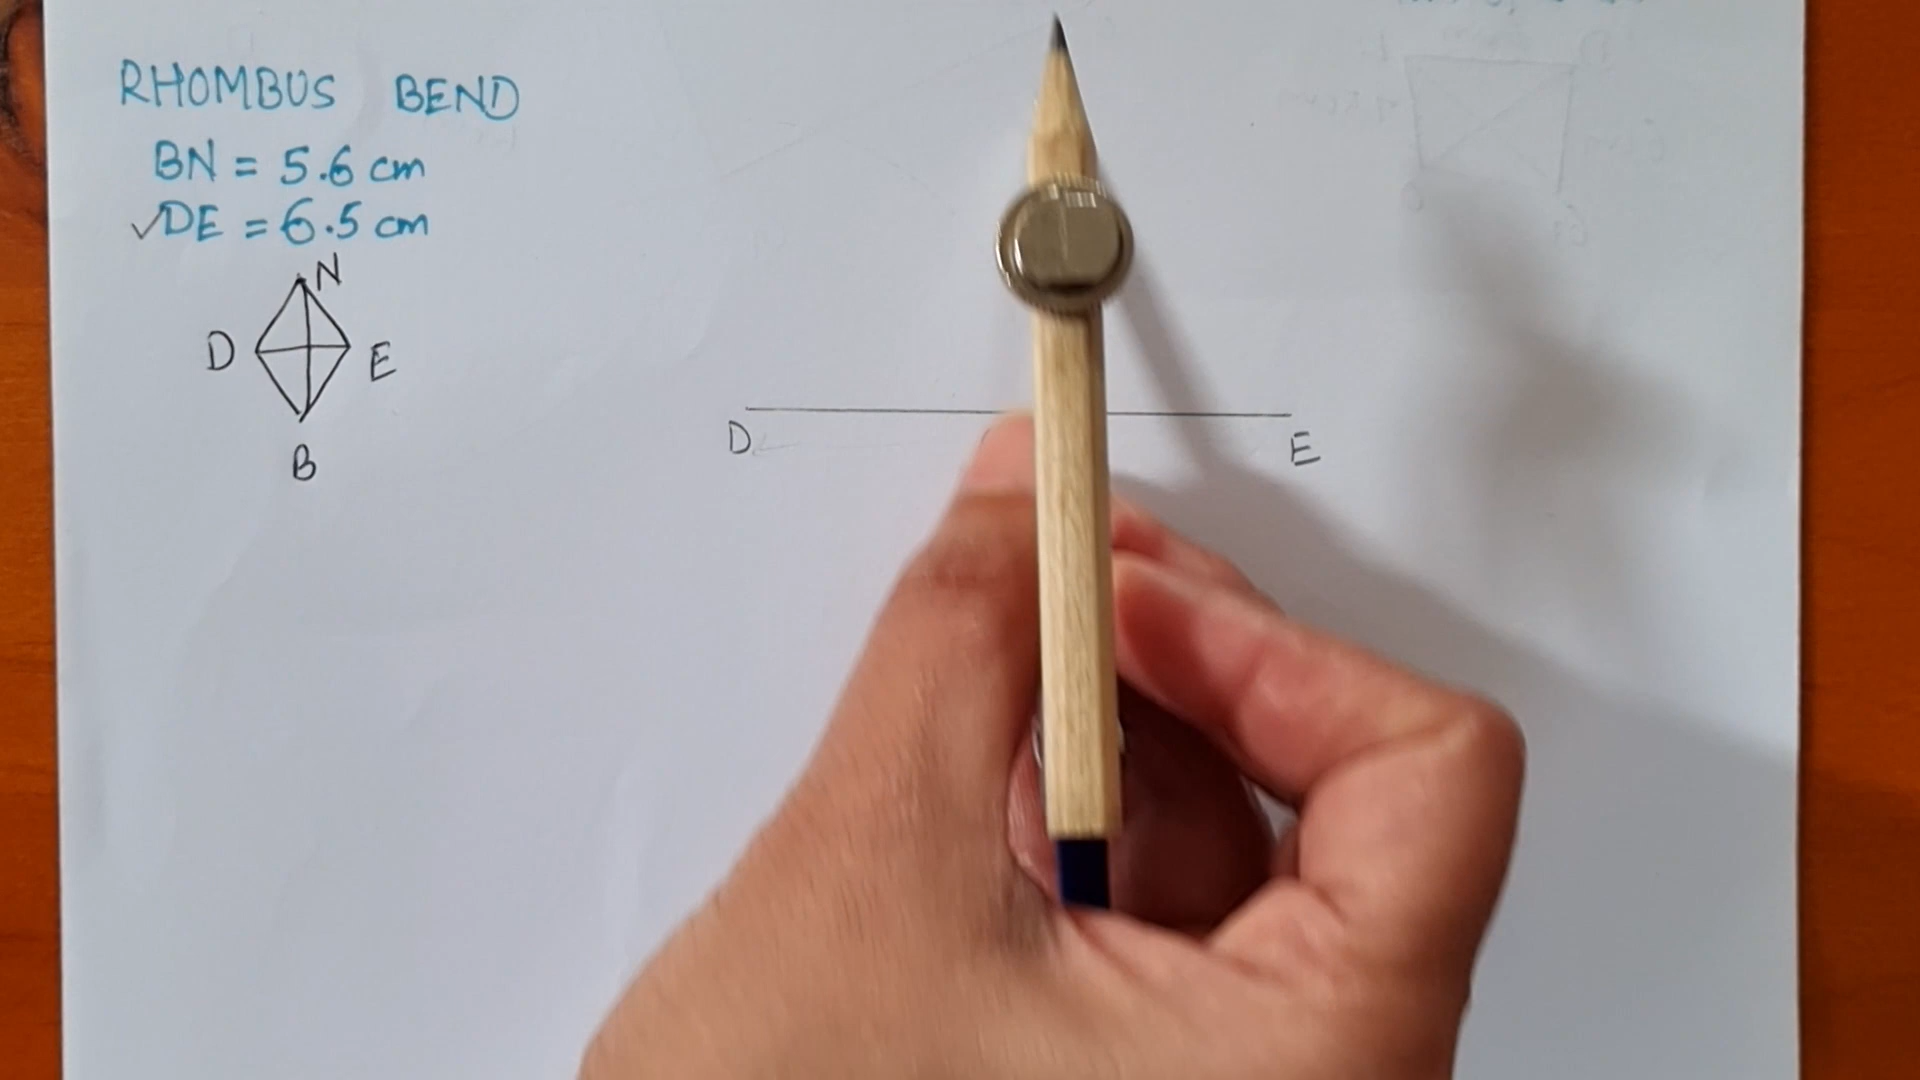 RHOMBUS BEND
BN = 5.6 cm
✓DE = 6.5 cm
N
D E
B
D E